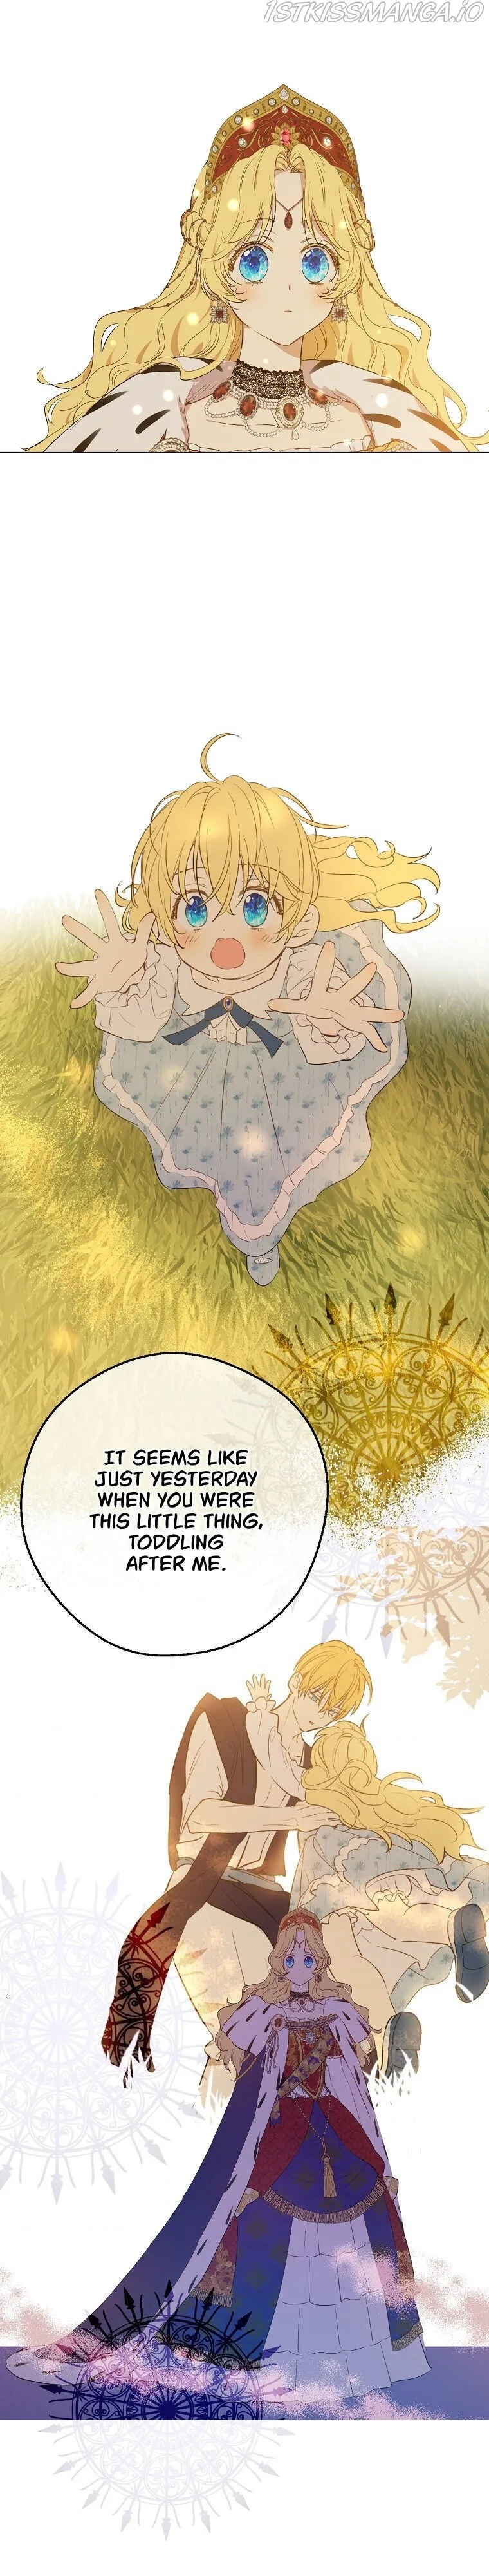 1STKISSMANGA.IO
IT SEEMS LIKE
JUST YESTERDAY
WHEN YOU WERE
THIS LITTLE THING,
TODDLING
AFTER ME.